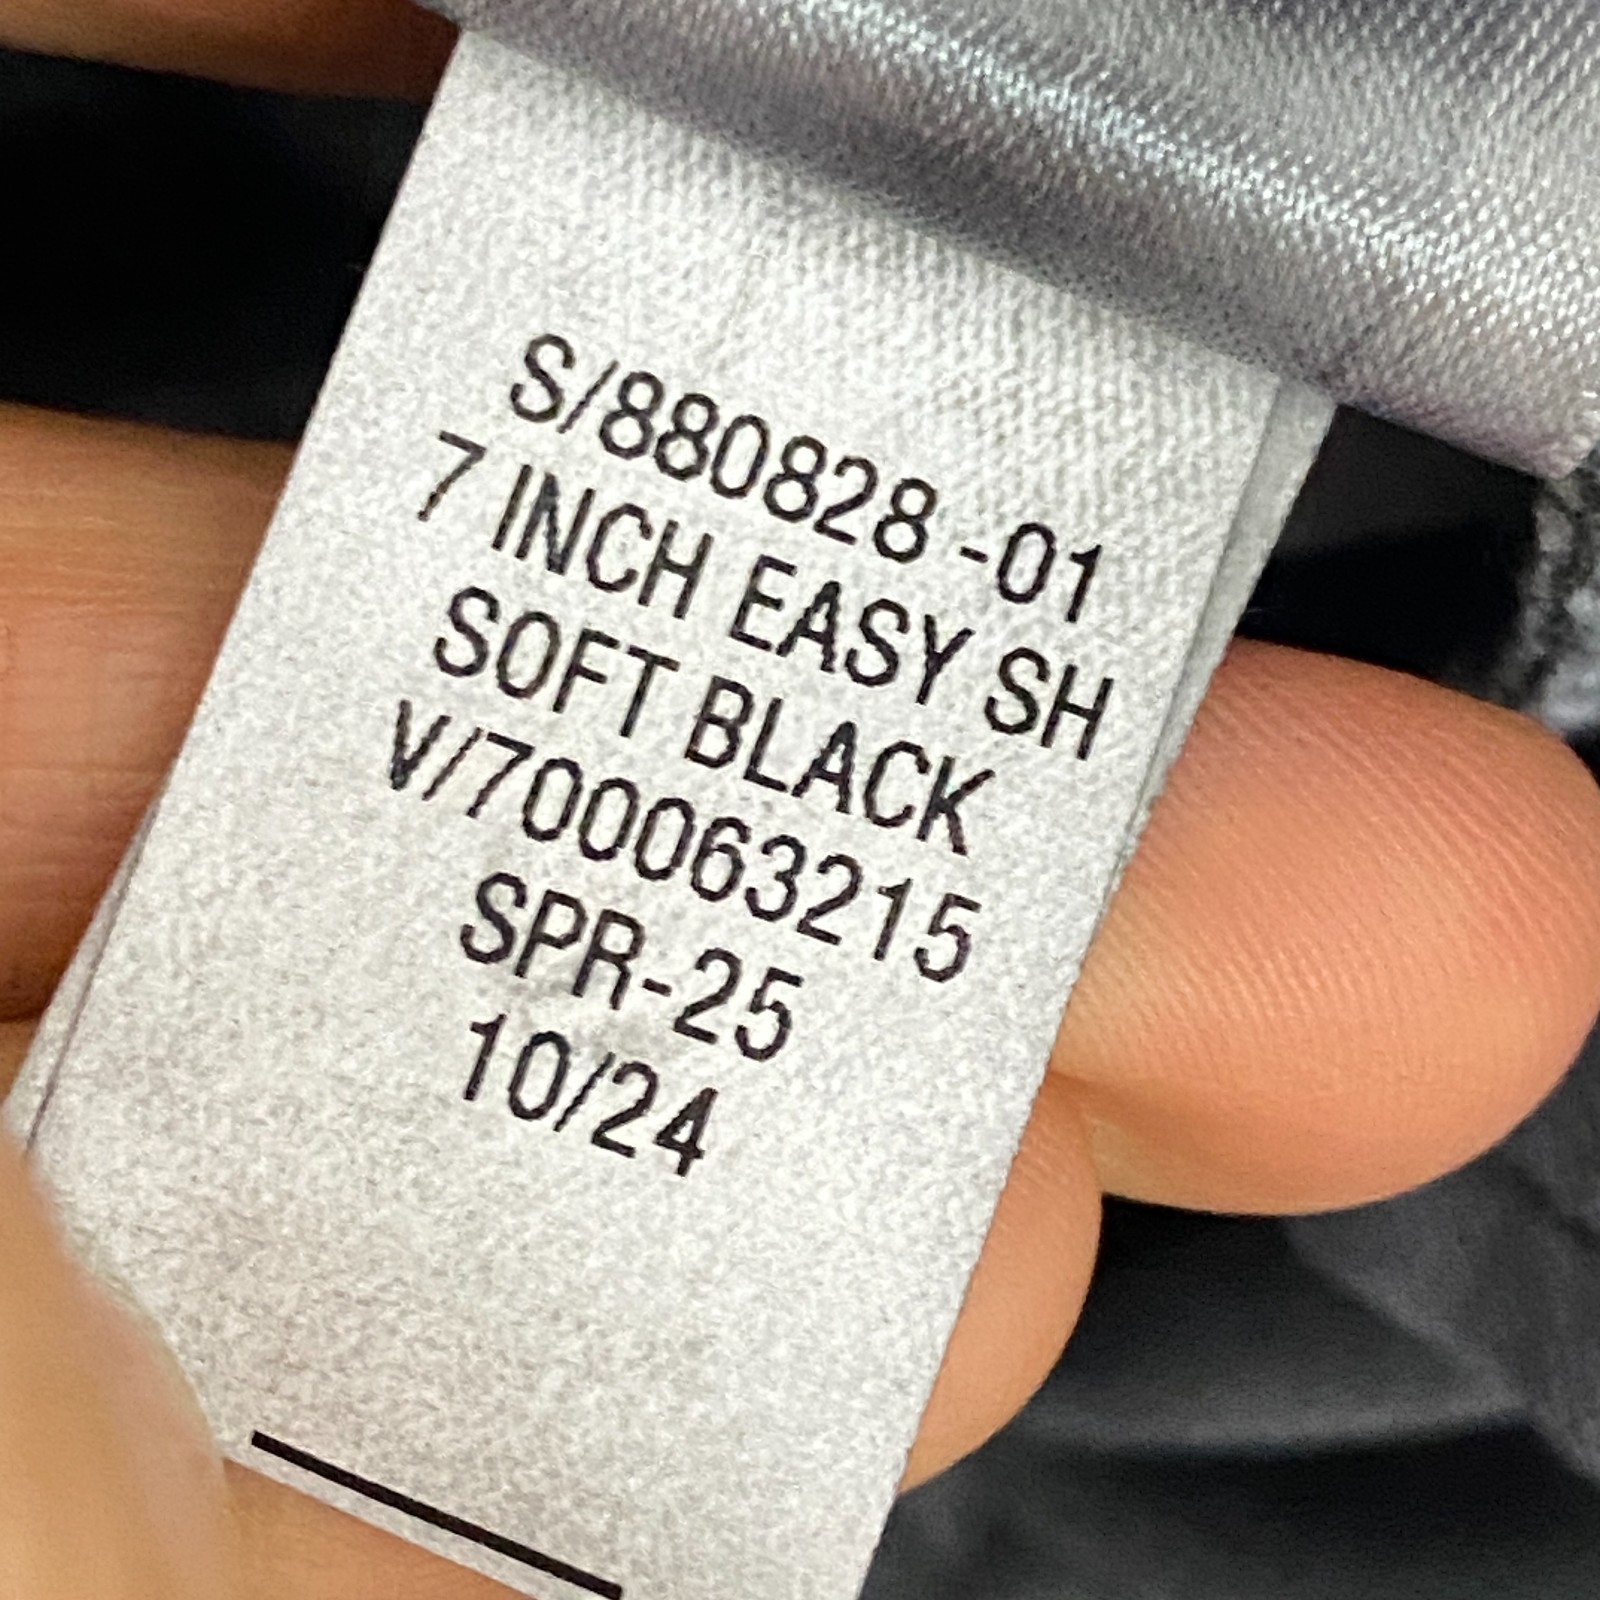 S/880828 -01
7 INCH EASY SH
SOFT BLACK
V/700063215
SPR-25
10/24